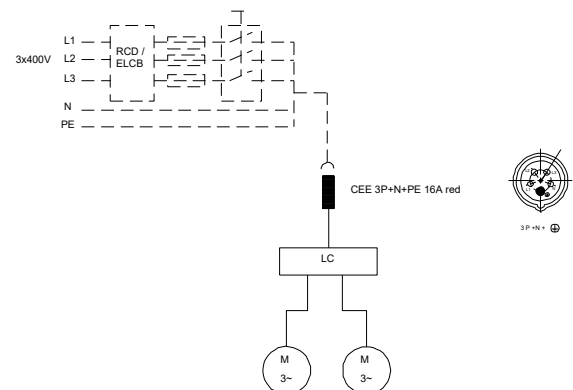 L1
RCD /
ELCB
3x400V
L2
L3
N
PE
CEE 3P+N+PE 16A red
3 P +N +
LC
M
3~
M
3~